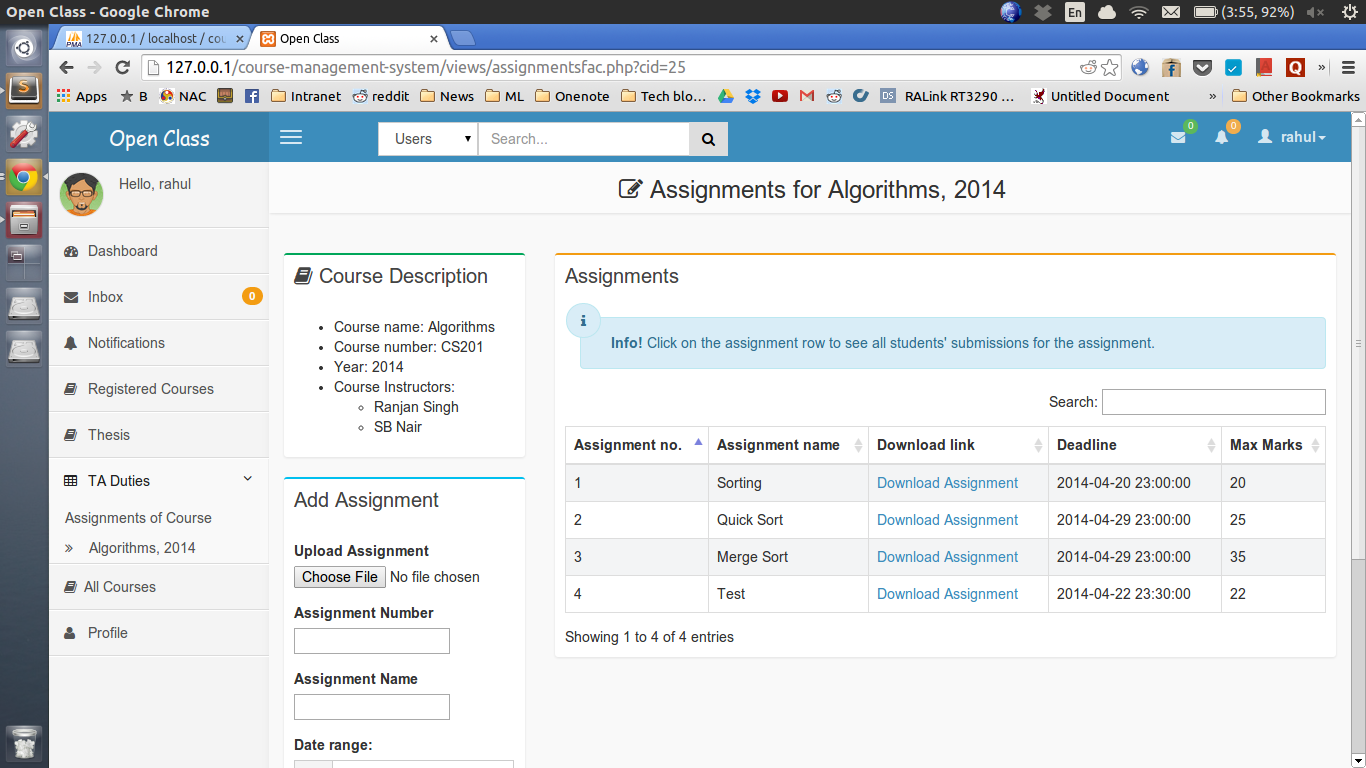 Open Class - Google Chrome
En
(3:55, 92%)
PMA
127.0.0.1 / localhost / cou
Open Class
127.0.0.1/course-management-system/views/assignmentsfac.php?cid=25
Apps
B
NAC
Intranet
reddit
News
ML
Onenote
Tech blo...
DS
RALink RT3290 ...
Untitled Document
»
Other Bookmarks
Open Class
Users
Search...
0
0
rahul
Hello, rahul
Assignments for Algorithms, 2014
Dashboard
Inbox
0
Notifications
Registered Courses
Thesis
TA Duties
Assignments of Course
» Algorithms, 2014
All Courses
Profile
Course Description
• Course name: Algorithms
• Course number: CS201
• Year: 2014
• Course Instructors:
◦ Ranjan Singh
◦ SB Nair
Add Assignment
Upload Assignment
Choose File No file chosen
Assignment Number
Assignment Name
Date range:
Assignments
Info! Click on the assignment row to see all students' submissions for the assignment.
Search:
Assignment no. Assignment name Download link Deadline Max Marks
1 Sorting Download Assignment 2014-04-20 23:00:00 20
2 Quick Sort Download Assignment 2014-04-29 23:00:00 25
3 Merge Sort Download Assignment 2014-04-29 23:00:00 35
4 Test Download Assignment 2014-04-22 23:30:00 22
Showing 1 to 4 of 4 entries